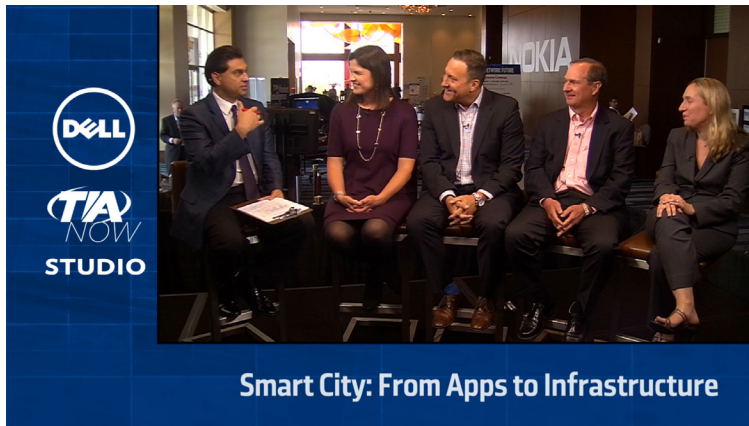 DELL
TIA
NOW
STUDIO
NOKIA
Smart City: From Apps to Infrastructure